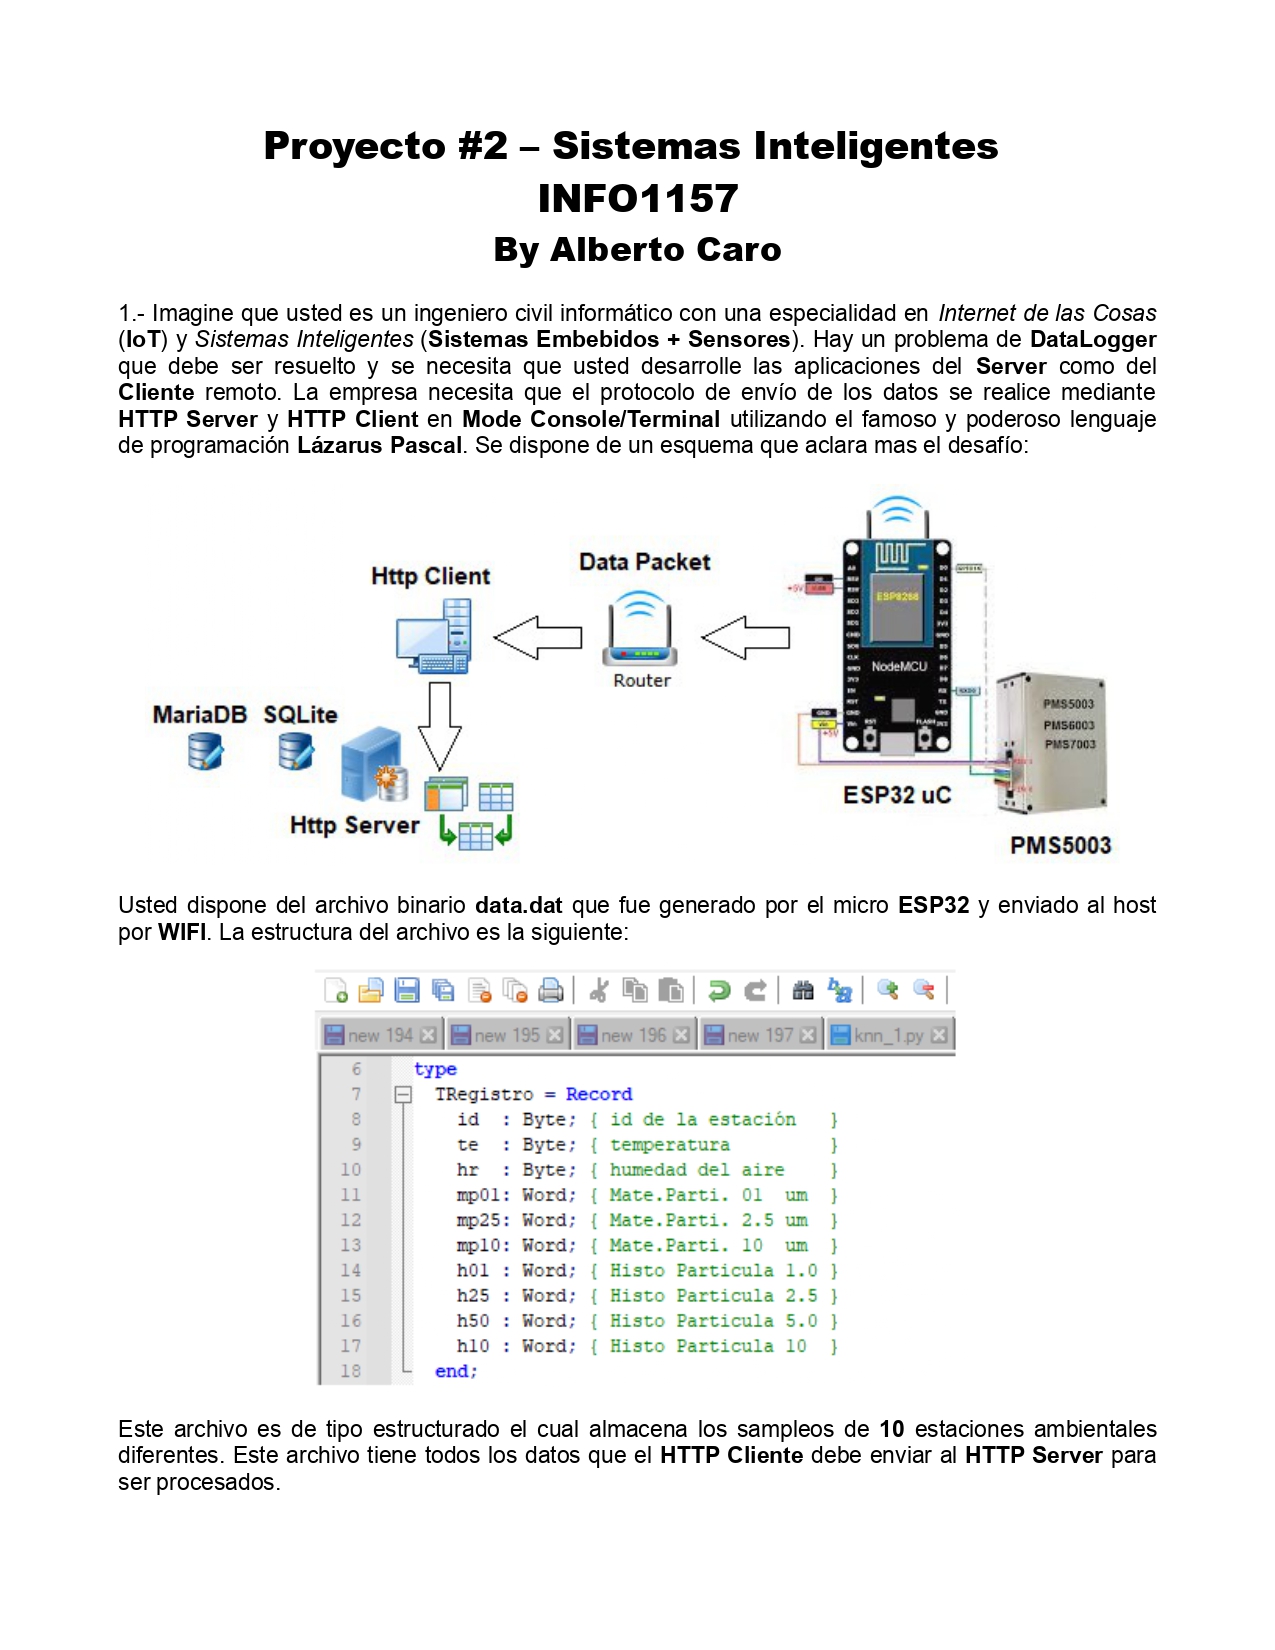 Proyecto #2 – Sistemas Inteligentes
INFO1157
By Alberto Caro
1.- Imagine que usted es un ingeniero civil informático con una especialidad en Internet de las Cosas
(IoT) y Sistemas Inteligentes (Sistemas Embebidos + Sensores). Hay un problema de DataLogger
que debe ser resuelto y se necesita que usted desarrolle las aplicaciones del Server como del
Cliente remoto. La empresa necesita que el protocolo de envío de los datos se realice mediante
HTTP Server y HTTP Client en Mode Console/Terminal utilizando el famoso y poderoso lenguaje
de programación Lázarus Pascal. Se dispone de un esquema que aclara mas el desafío:
Http Client
Data Packet
Router
ESP8266
NodeMCU
+5V
GND
Vin
+5V
RST
FLASH
PMS5003
PMS6003
PMS7003
MariaDB SQLite
Http Server
ESP32 uC
PMS5003
Usted dispone del archivo binario data.dat que fue generado por el micro ESP32 y enviado al host
por WIFI. La estructura del archivo es la siguiente:
new 194 new 195 new 196 new 197 knn_1.py
6 type
7 TRegistro = Record
8 id : Byte; { id de la estación }
9 te : Byte; { temperatura }
10 hr : Byte; { humedad del aire }
11 mp01: Word; { Mate.Parti. 01 um }
12 mp25: Word; { Mate.Parti. 2.5 um }
13 mp10: Word; { Mate.Parti. 10 um }
14 h01 : Word; { Histo Particula 1.0 }
15 h25 : Word; { Histo Particula 2.5 }
16 h50 : Word; { Histo Particula 5.0 }
17 h10 : Word; { Histo Particula 10 }
18 end;
Este archivo es de tipo estructurado el cual almacena los sampleos de 10 estaciones ambientales
diferentes. Este archivo tiene todos los datos que el HTTP Cliente debe enviar al HTTP Server para
ser procesados.